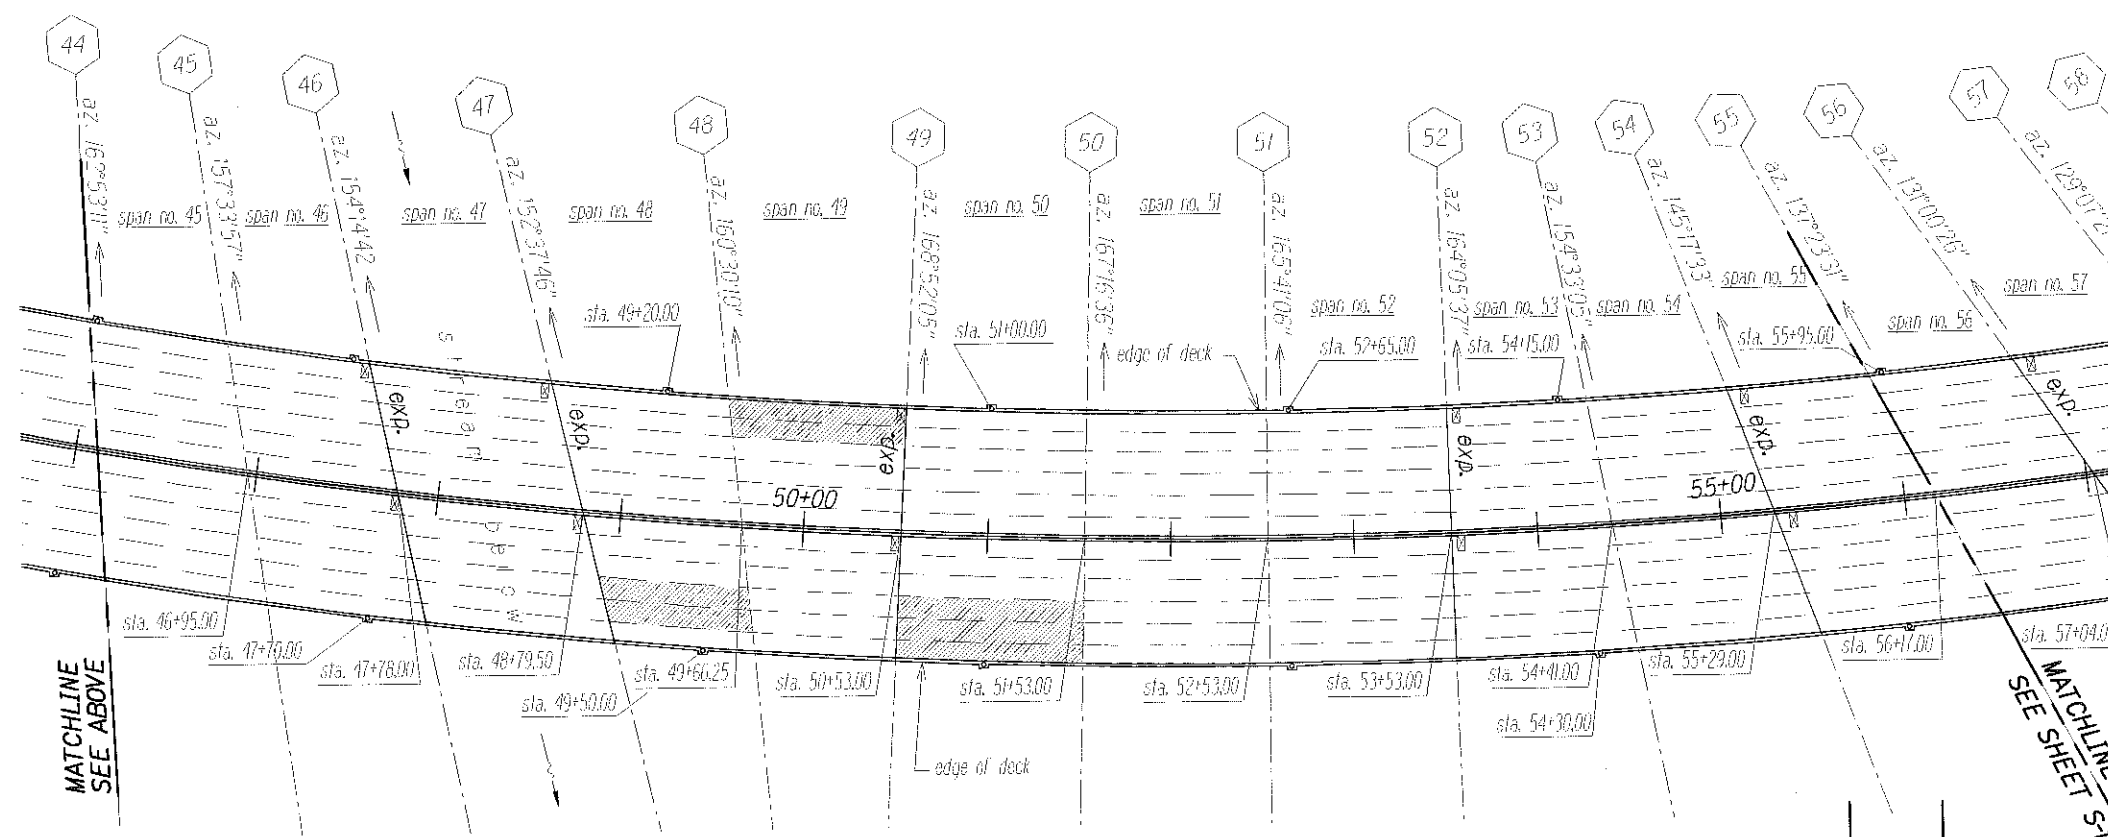 44
45
46
47
48
49
50
51
52
53
54
55
56
57
58
az. 162°53'11"
az. 157°33'57"
az. 154°4'42
az. 152°37'46"
az. 160°30'10"
az. 168°52'05"
az. 167°16'36"
az. 165°41'06"
az. 164°05'37"
az. 154°33'05"
az. 145°17'33"
az. 137°23'31"
az. 131°00'26"
span no. 45
span no. 46
span no. 47
span no. 48
span no. 49
span no. 50
span no. 51
span no. 52
span no. 53
span no. 54
span no. 55
span no. 56
span no. 57
sta. 49+20.00
sta. 51+00.00
edge of deck
sta. 52+65.00
sta. 54+15.00
sta. 55+95.00
stream
below
exp.
exp.
exp.
exp.
exp.
exp.
50+00
55+00
sta. 46+95.00
sta. 47+70.00
sta. 47+78.00
sta. 48+79.50
sta. 49+50.00
sta. 49+66.25
sta. 50+53.00
sta. 51+53.00
sta. 52+53.00
sta. 53+53.00
sta. 54+41.00
sta. 54+30.00
sta. 55+29.00
sta. 56+17.00
sta. 57+04.0
edge of deck
MATCHLINE
SEE ABOVE
MATCHLINE
SEE SHEET S-